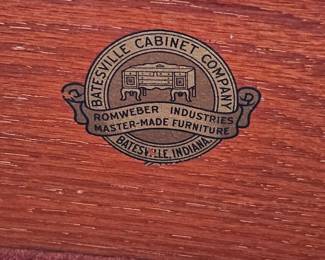 BATESVILLE CABINET COMPANY
ROMWEBER INDUSTRIES
MASTER-MADE FURNITURE
BATESVILLE, INDIANA